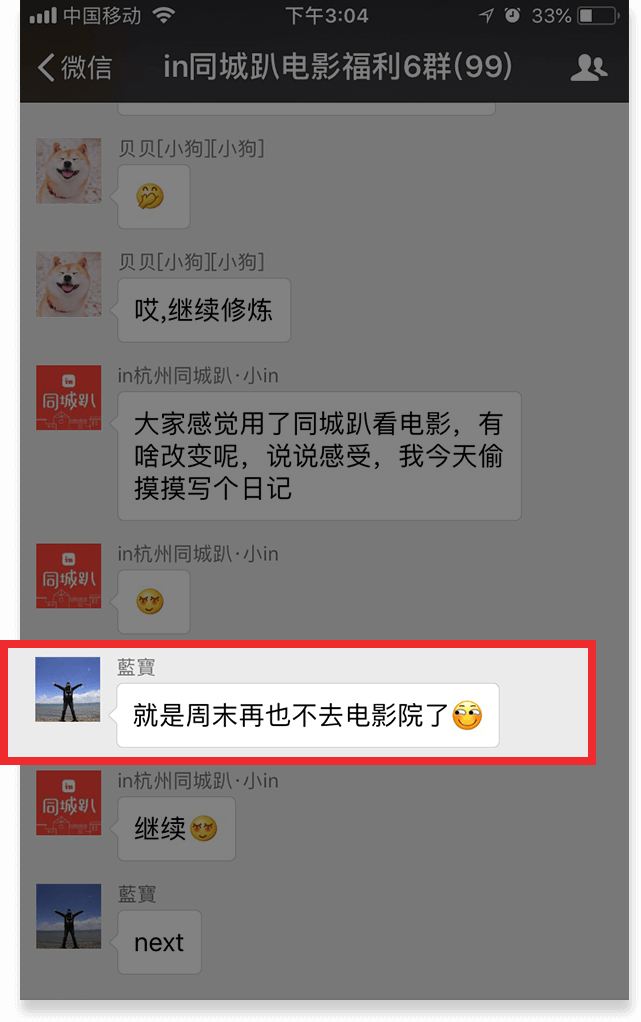 中国移动 下午3:04 33%
微信 in同城趴电影福利6群(99)
贝贝[小狗][小狗]
贝贝[小狗][小狗]
哎,继续修炼
in
同城趴
in杭州同城趴·小in
大家感觉用了同城趴看电影，有
啥改变呢，说说感受，我今天偷
摸摸写个日记
in
同城趴
in杭州同城趴·小in
藍寶
就是周末再也不去电影院了
in
同城趴
in杭州同城趴·小in
继续
藍寶
next